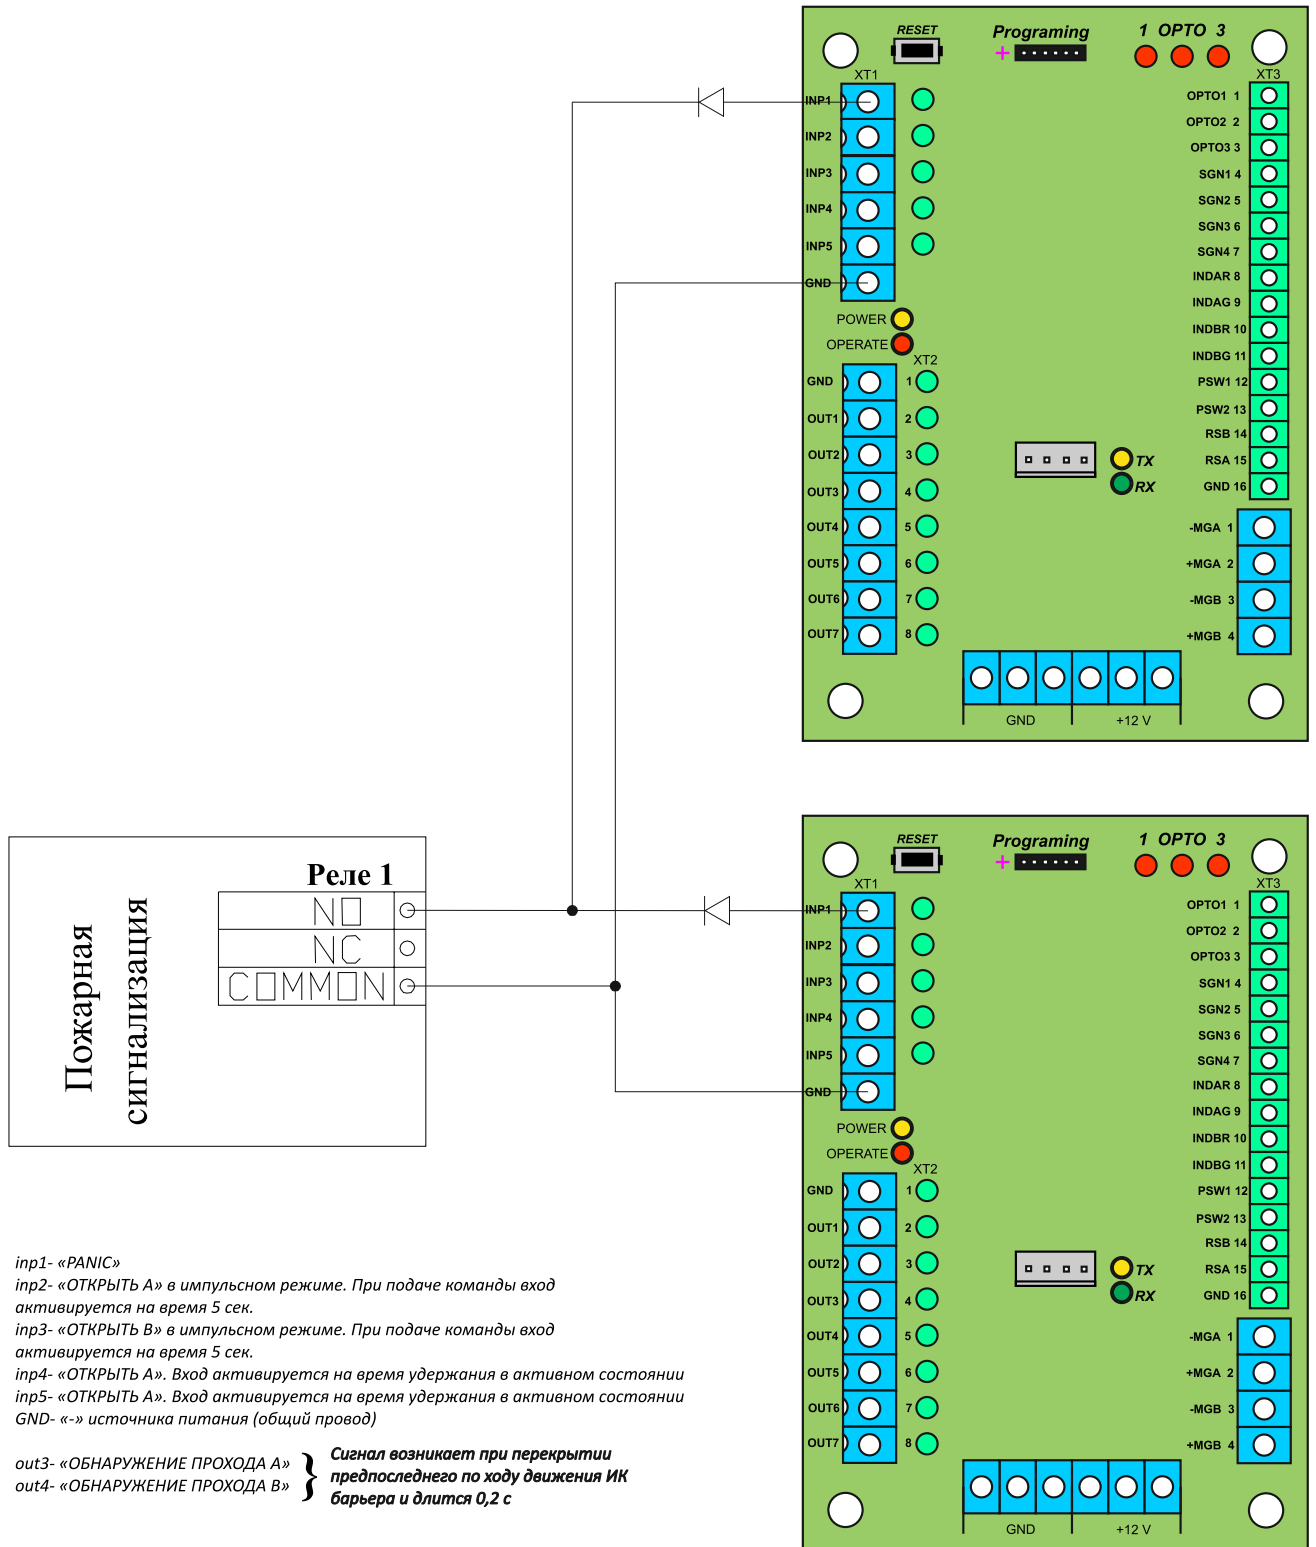 RESET
Programing
+
1 OPTO 3
XT1
XT3
INP1
INP2
INP3
INP4
INP5
GND
OPTO1 1
OPTO2 2
OPTO3 3
SGN1 4
SGN2 5
SGN3 6
SGN4 7
INDAR 8
INDAG 9
INDBR 10
INDBG 11
PSW1 12
PSW2 13
RSB 14
RSA 15
GND 16
POWER
OPERATE
XT2
GND 1
OUT1 2
OUT2 3
OUT3 4
OUT4 5
OUT5 6
OUT6 7
OUT7 8
TX
RX
-MGA 1
+MGA 2
-MGB 3
+MGB 4
GND
+12 V
Пожарная
сигнализация
Реле 1
NO
NC
COMMON
RESET
Programing
+
1 OPTO 3
XT1
XT3
INP1
INP2
INP3
INP4
INP5
GND
OPTO1 1
OPTO2 2
OPTO3 3
SGN1 4
SGN2 5
SGN3 6
SGN4 7
INDAR 8
INDAG 9
INDBR 10
INDBG 11
PSW1 12
PSW2 13
RSB 14
RSA 15
GND 16
POWER
OPERATE
XT2
GND 1
OUT1 2
OUT2 3
OUT3 4
OUT4 5
OUT5 6
OUT6 7
OUT7 8
TX
RX
-MGA 1
+MGA 2
-MGB 3
+MGB 4
GND
+12 V
inp1- «PANIC»
inp2- «ОТКРЫТЬ А» в импульсном режиме. При подаче команды вход
активируется на время 5 сек.
inp3- «ОТКРЫТЬ В» в импульсном режиме. При подаче команды вход
активируется на время 5 сек.
inp4- «ОТКРЫТЬ А». Вход активируется на время удержания в активном состоянии
inp5- «ОТКРЫТЬ А». Вход активируется на время удержания в активном состоянии
GND- «-» источника питания (общий провод)
out3- «ОБНАРУЖЕНИЕ ПРОХОДА А»
out4- «ОБНАРУЖЕНИЕ ПРОХОДА В»
}
Сигнал возникает при перекрытии
предпоследнего по ходу движения ИК
барьера и длится 0,2 с